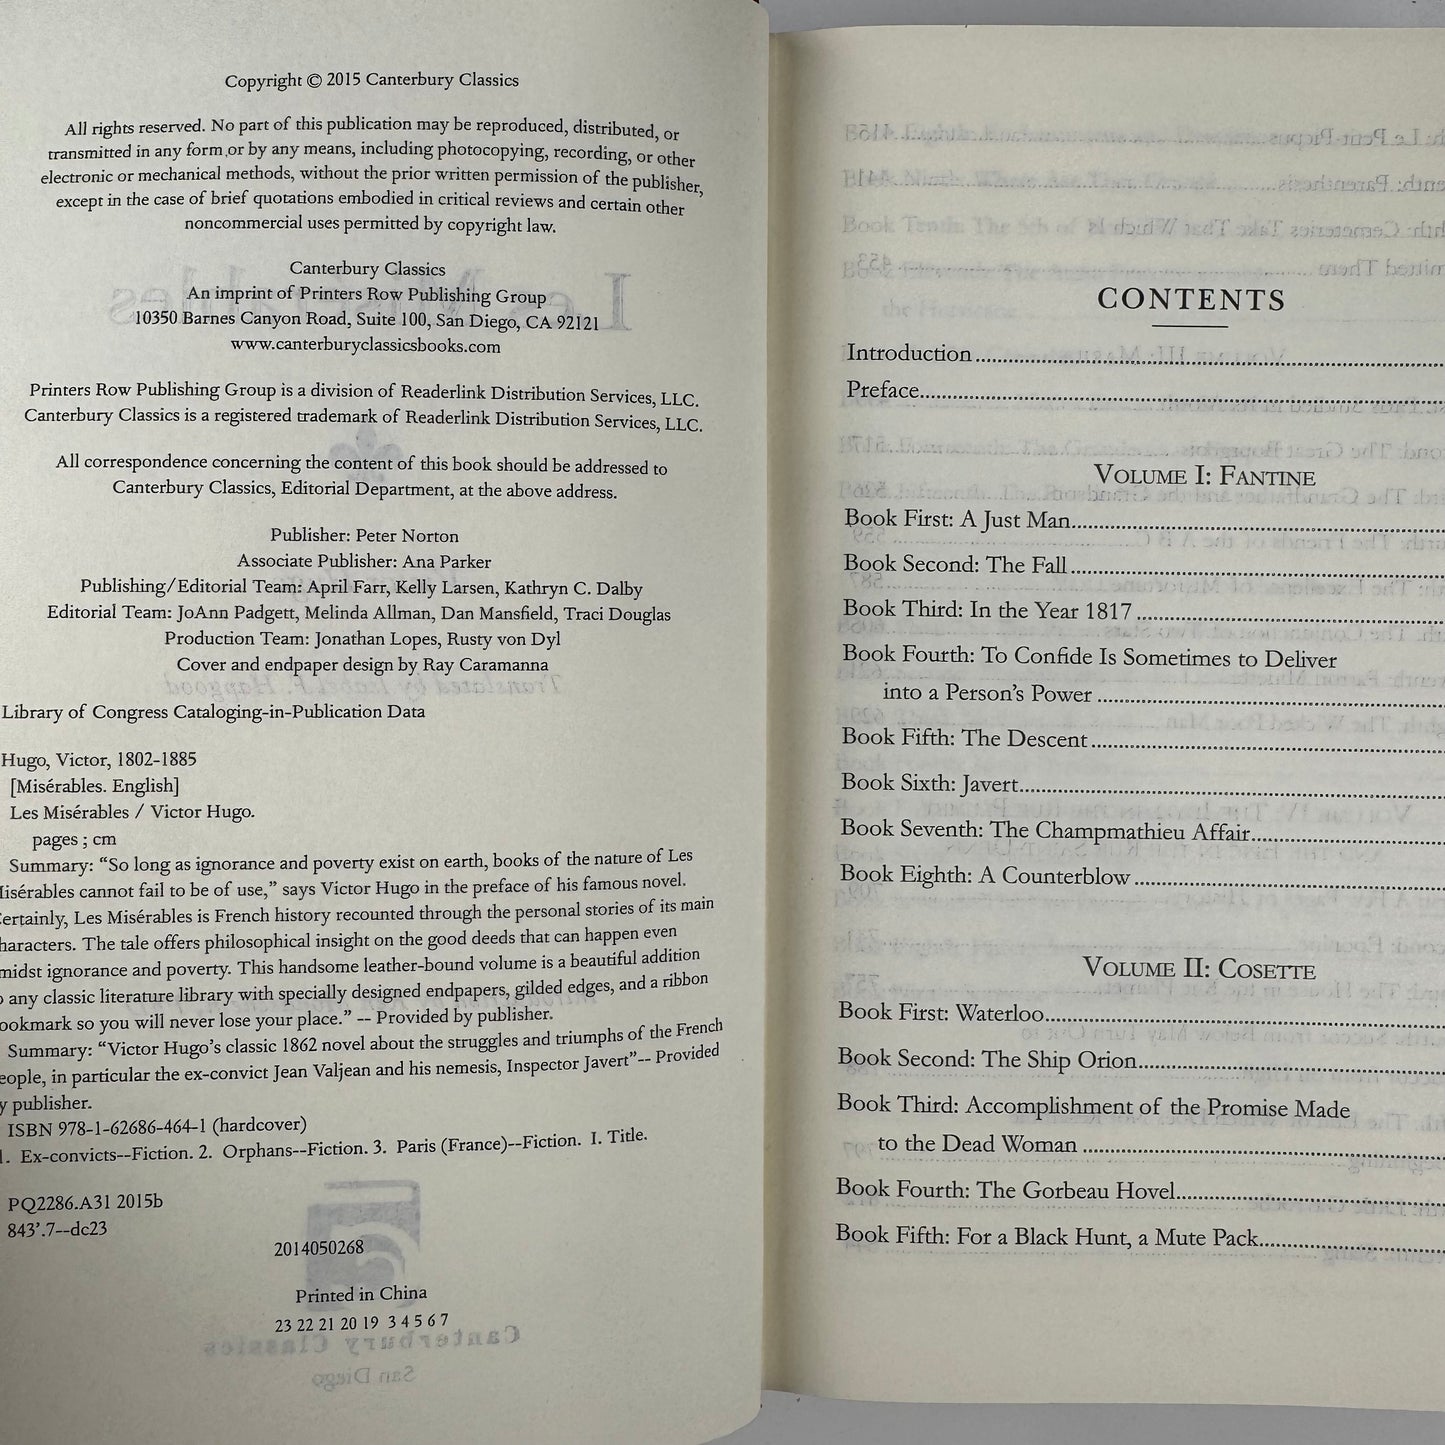 Copyright © 2015 Canterbury Classics
All rights reserved. No part of this publication may be reproduced, distributed, or
transmitted in any form or by any means, including photocopying, recording, or other
electronic or mechanical methods, without the prior written permission of the publisher,
except in the case of brief quotations embodied in critical reviews and certain other
noncommercial uses permitted by copyright law.
Canterbury Classics
An imprint of Printers Row Publishing Group
10350 Barnes Canyon Road, Suite 100, San Diego, CA 92121
www.canterburyclassicsbooks.com
Printers Row Publishing Group is a division of Readerlink Distribution Services, LLC.
Canterbury Classics is a registered trademark of Readerlink Distribution Services, LLC.
All correspondence concerning the content of this book should be addressed to
Canterbury Classics, Editorial Department, at the above address.
Publisher: Peter Norton
Associate Publisher: Ana Parker
Publishing/Editorial Team: April Farr, Kelly Larsen, Kathryn C. Dalby
Editorial Team: JoAnn Padgett, Melinda Allman, Dan Mansfield, Traci Douglas
Production Team: Jonathan Lopes, Rusty von Dyl
Cover and endpaper design by Ray Caramanna
Library of Congress Cataloging-in-Publication Data
Hugo, Victor, 1802-1885
[Misérables. English]
Les Misérables / Victor Hugo.
pages ; cm
Summary: “So long as ignorance and poverty exist on earth, books of the nature of Les
isérables cannot fail to be of use,” says Victor Hugo in the preface of his famous novel.
ertainly, Les Misérables is French history recounted through the personal stories of its main
haracters. The tale offers philosophical insight on the good deeds that can happen even
midst ignorance and poverty. This handsome leather-bound volume is a beautiful addition
o any classic literature library with specially designed endpapers, gilded edges, and a ribbon
ookmark so you will never lose your place.” -- Provided by publisher.
Summary: “Victor Hugo’s classic 1862 novel about the struggles and triumphs of the French
eople, in particular the ex-convict Jean Valjean and his nemesis, Inspector Javert”-- Provided
y publisher.
ISBN 978-1-62686-464-1 (hardcover)
1. Ex-convicts--Fiction. 2. Orphans--Fiction. 3. Paris (France)--Fiction. I. Title.
PQ2286.A31 2015b
843’.7--dc23
2014050268
Printed in China
23 22 21 20 19 3 4 5 6 7
CONTENTS
Introduction
Preface
VOLUME I: FANTINE
Book First: A Just Man
Book Second: The Fall
Book Third: In the Year 1817
Book Fourth: To Confide Is Sometimes to Deliver
into a Person’s Power
Book Fifth: The Descent
Book Sixth: Javert
Book Seventh: The Champmathieu Affair
Book Eighth: A Counterblow
VOLUME II: COSETTE
Book First: Waterloo
Book Second: The Ship Orion
Book Third: Accomplishment of the Promise Made
to the Dead Woman
Book Fourth: The Gorbeau Hovel
Book Fifth: For a Black Hunt, a Mute Pack